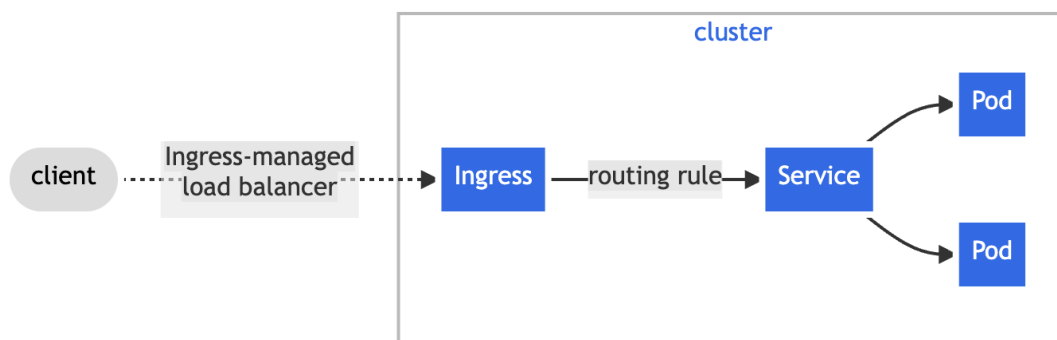 cluster
client
Ingress-managed
load balancer
Ingress
routing rule
Service
Pod
Pod